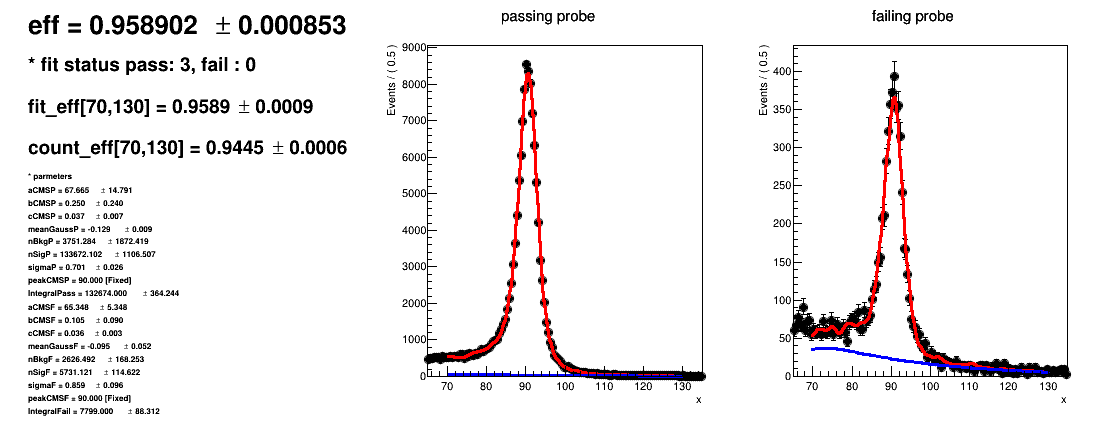 eff = 0.958902 ± 0.000853
* fit status pass: 3, fail : 0
fit_eff[70,130] = 0.9589 ± 0.0009
count_eff[70,130] = 0.9445 ± 0.0006
* parmeters
aCMSP = 67.665 ± 14.791
bCMSP = 0.250 ± 0.240
cCMSP = 0.037 ± 0.007
meanGaussP = -0.129 ± 0.009
nBkgP = 3751.284 ± 1872.419
nSigP = 133672.102 ± 1106.507
sigmaP = 0.701 ± 0.026
peakCMSP = 90.000 [Fixed]
IntegralPass = 132674.000 ± 364.244
aCMSF = 65.348 ± 5.348
bCMSF = 0.105 ± 0.090
cCMSF = 0.036 ± 0.003
meanGaussF = -0.095 ± 0.052
nBkgF = 2626.492 ± 168.253
nSigF = 5731.121 ± 114.622
sigmaF = 0.859 ± 0.096
peakCMSF = 90.000 [Fixed]
IntegralFail = 7799.000 ± 88.312
passing probe
Events / ( 0.5 )
9000
8000
7000
6000
5000
4000
3000
2000
1000
0
70 80 90 100 110 120 130
x
failing probe
Events / ( 0.5 )
400
350
300
250
200
150
100
50
0
70 80 90 100 110 120 130
x